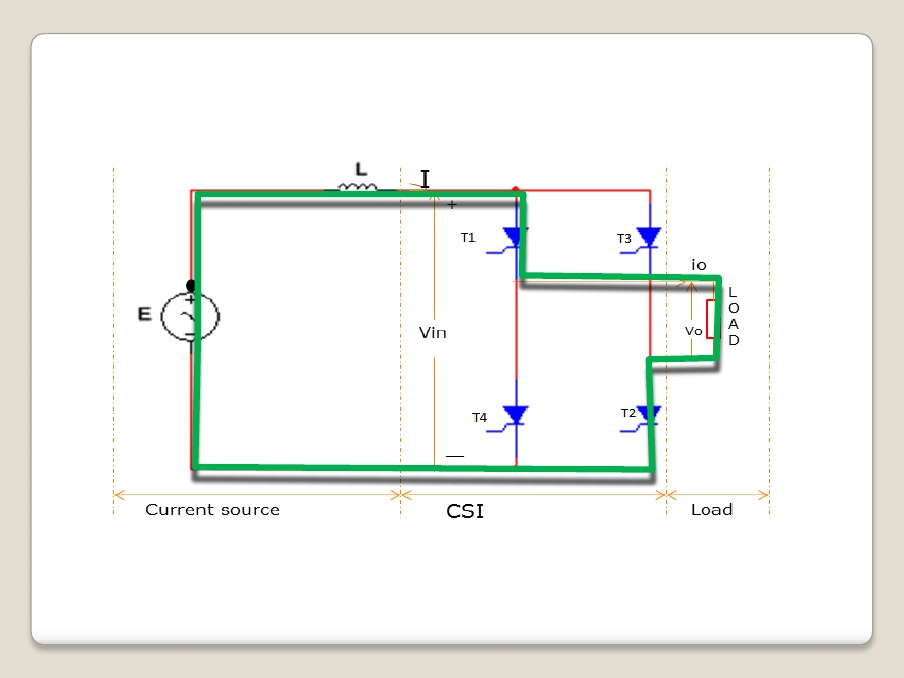 L
I
+
T1
T3
io
E
+
Vin
Vo
L
O
A
D
T4
T2
Current source
CSI
Load